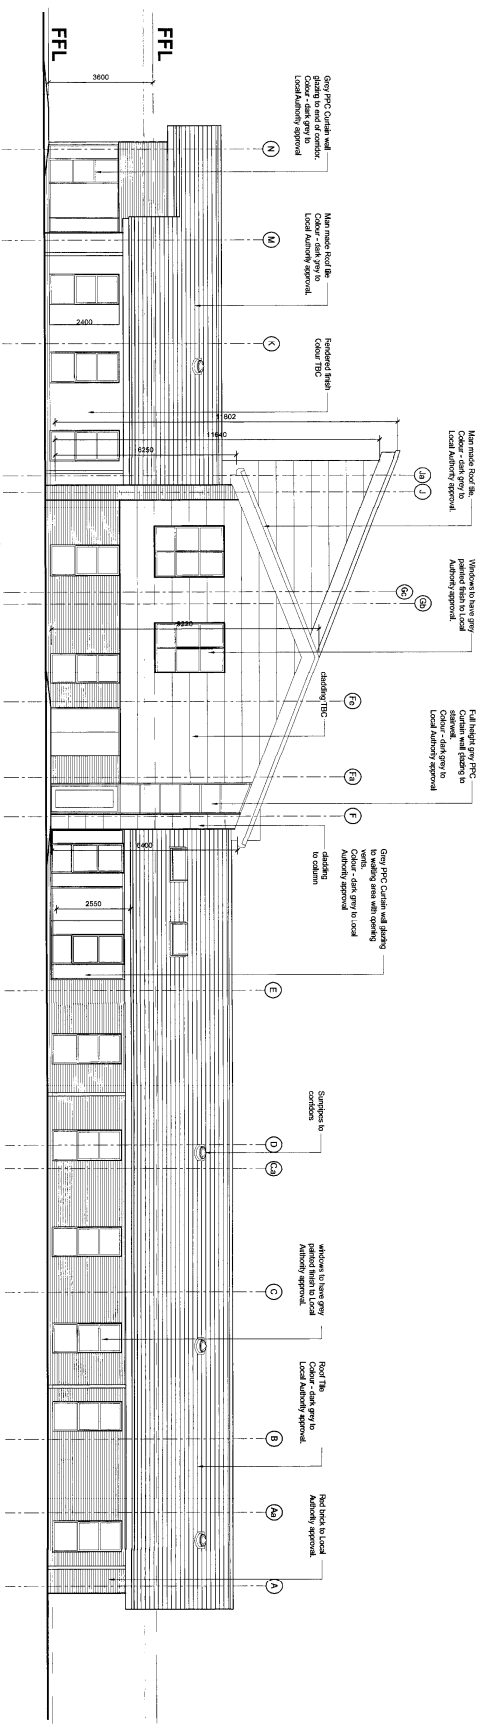 FFL
FFL
3600
Grey PPC Curtain wall
glazing to end of corridor.
Colour - dark grey to
Local Authority approval
N
Man made Roof tile
Colour - dark grey to
Local Authority approval.
M
2400
K
Rendered finish
Colour TBC
11602
11640
6250
Man made Roof tile.
Colour - dark grey to
Local Authority approval.
Ja
J
Windows to have grey
painted finish to Local
Authority approval.
Gc
Gb
9220
cladding TBC
Fe
Full height grey PPC
Curtain wall glazing to
stairwell.
Colour - dark grey to
Local Authority approval
Fa
F
cladding
to column
6400
2550
Grey PPC Curtain wall glazing
to waiting area with opening
vents.
Colour - dark grey to Local
Authority approval
E
Sunpipes to
corridors
D
Ca
windows to have grey
painted finish to Local
Authority approval.
C
Roof Tile
Colour - dark grey to
Local Authority approval.
B
Aa
Red brick to Local
Authority approval.
A